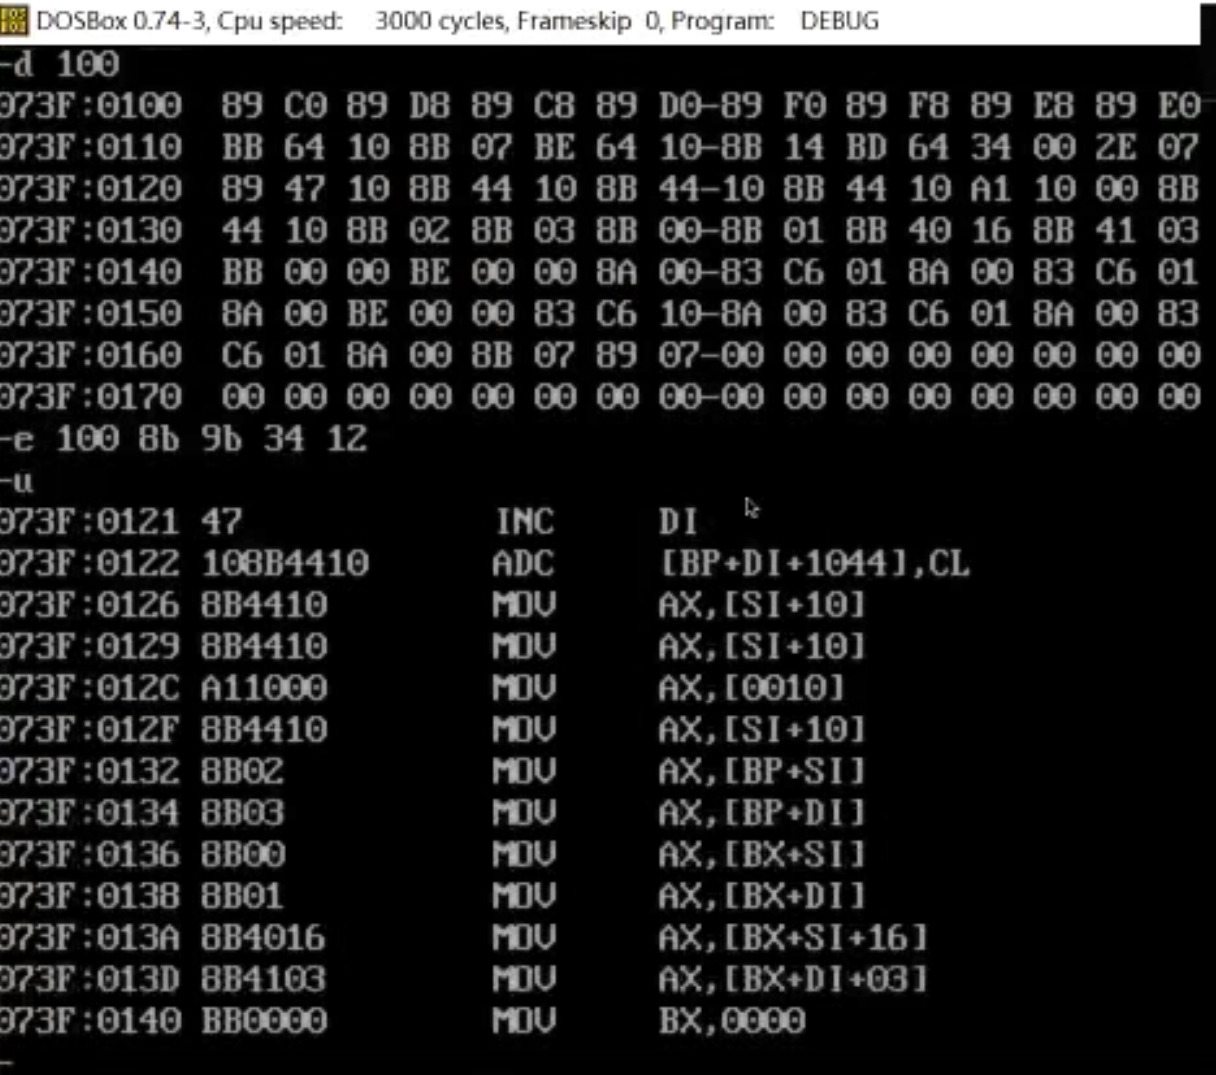 DOSBox 0.74-3, Cpu speed: 3000 cycles, Frameskip 0, Program: DEBUG
-d 100
073F:0100 89 C0 89 D8 89 C8 89 D0-89 F0 89 F8 89 E8 89 E0
073F:0110 BB 64 10 8B 07 BE 64 10-8B 14 BD 64 34 00 2E 07
073F:0120 89 47 10 8B 44 10 8B 44-10 8B 44 10 A1 10 00 8B
073F:0130 44 10 8B 02 8B 03 8B 00-8B 01 8B 40 16 8B 41 03
073F:0140 BB 00 00 BE 00 00 8A 00-83 C6 01 8A 00 83 C6 01
073F:0150 8A 00 BE 00 00 83 C6 10-8A 00 83 C6 01 8A 00 83
073F:0160 C6 01 8A 00 8B 07 89 07-00 00 00 00 00 00 00 00
073F:0170 00 00 00 00 00 00 00 00-00 00 00 00 00 00 00 00
-e 100 8b 9b 34 12
-u
073F:0121 47 INC DI
073F:0122 108B4410 ADC [BP+DI+1044],CL
073F:0126 8B4410 MOV AX,[SI+10]
073F:0129 8B4410 MOV AX,[SI+10]
073F:012C A11000 MOV AX,[0010]
073F:012F 8B4410 MOV AX,[SI+10]
073F:0132 8B02 MOV AX,[BP+SI]
073F:0134 8B03 MOV AX,[BP+DI]
073F:0136 8B00 MOV AX,[BX+SI]
073F:0138 8B01 MOV AX,[BX+DI]
073F:013A 8B4016 MOV AX,[BX+SI+16]
073F:013D 8B4103 MOV AX,[BX+DI+03]
073F:0140 BB0000 MOV BX,0000
-